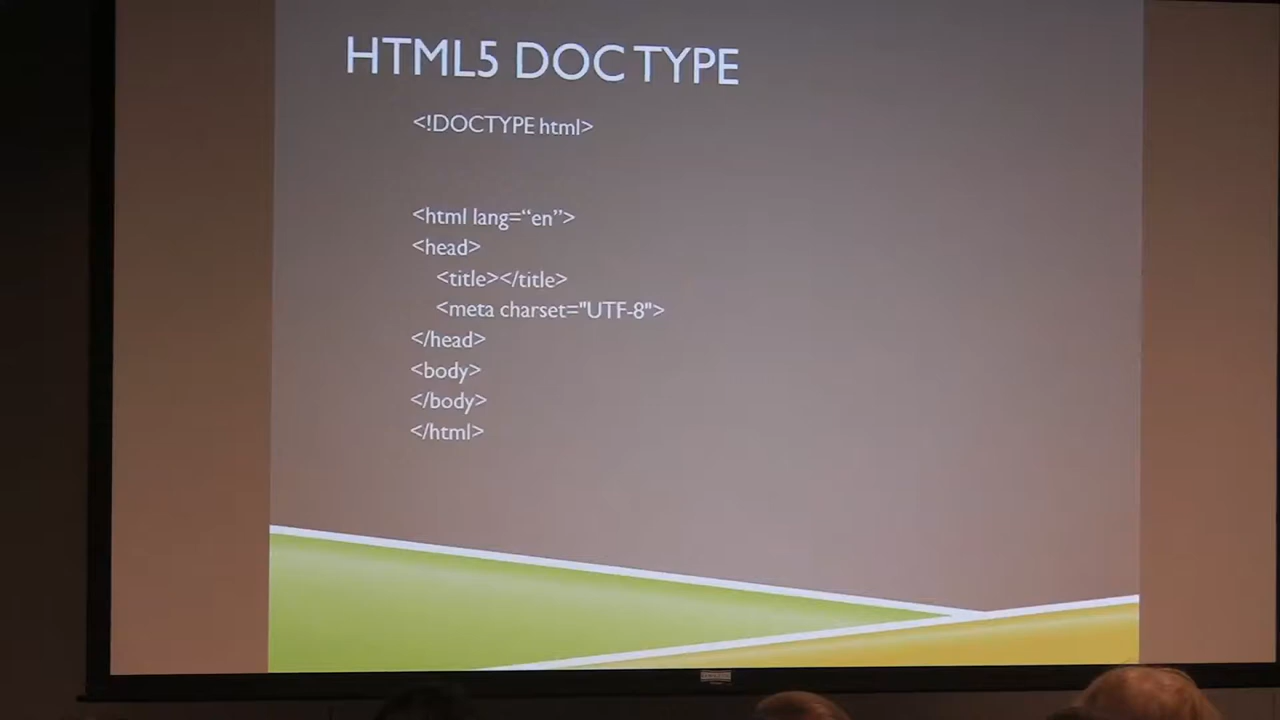 HTML5 DOC TYPE
<!DOCTYPE html>
<html lang=“en”>
<head>
<title></title>
<meta charset="UTF-8">
</head>
<body>
</body>
</html>